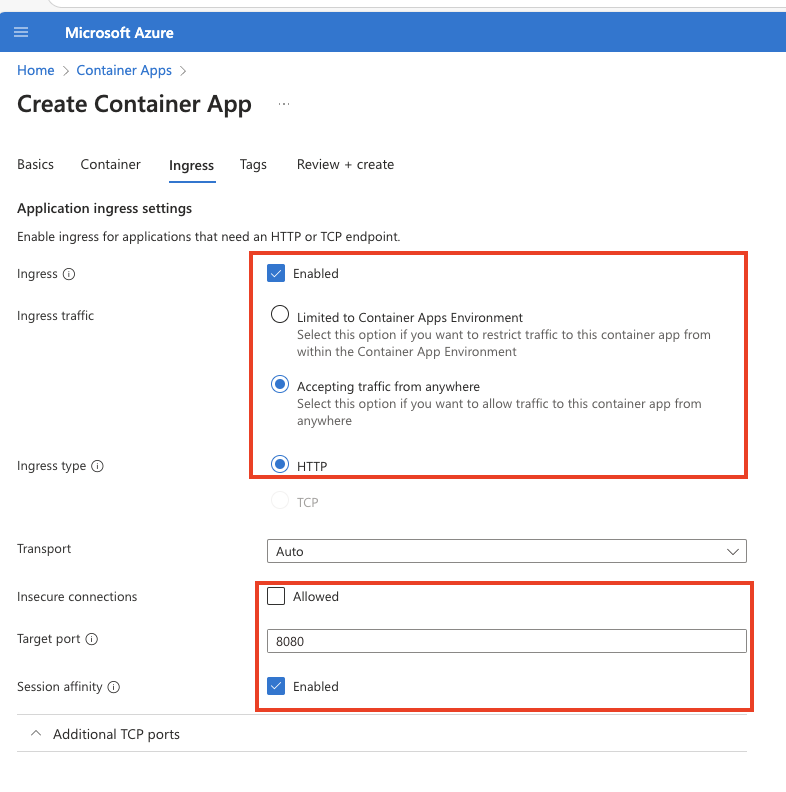 Microsoft Azure
Home > Container Apps >
Create Container App ...
Basics Container Ingress Tags Review + create
Application ingress settings
Enable ingress for applications that need an HTTP or TCP endpoint.
Ingress Enabled
Ingress traffic Limited to Container Apps Environment
Select this option if you want to restrict traffic to this container app from
within the Container App Environment
Accepting traffic from anywhere
Select this option if you want to allow traffic to this container app from
anywhere
Ingress type HTTP
TCP
Transport Auto
Insecure connections Allowed
Target port 8080
Session affinity Enabled
Additional TCP ports